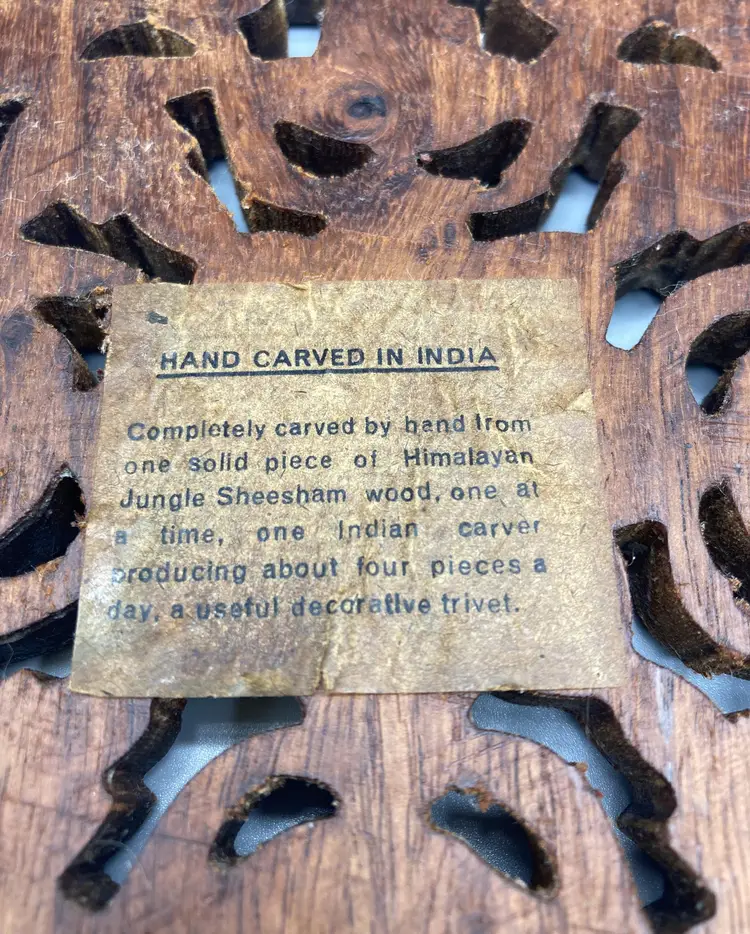 HAND CARVED IN INDIA
Completely carved by hand from
one solid piece of Himalayan
Jungle Sheesham wood, one at
a time, one Indian carver
producing about four pieces a
day, a useful decorative trivet.